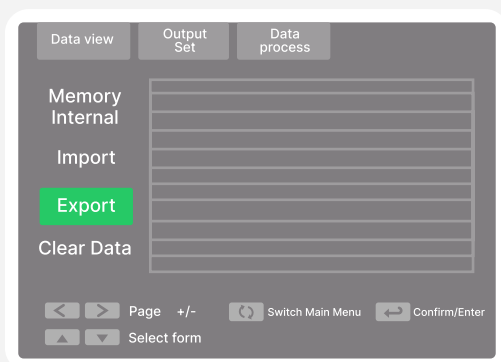 Data view
Output
Set
Data
process
Memory
Internal
Import
Export
Clear Data
Page +/-
Switch Main Menu
Confirm/Enter
Select form